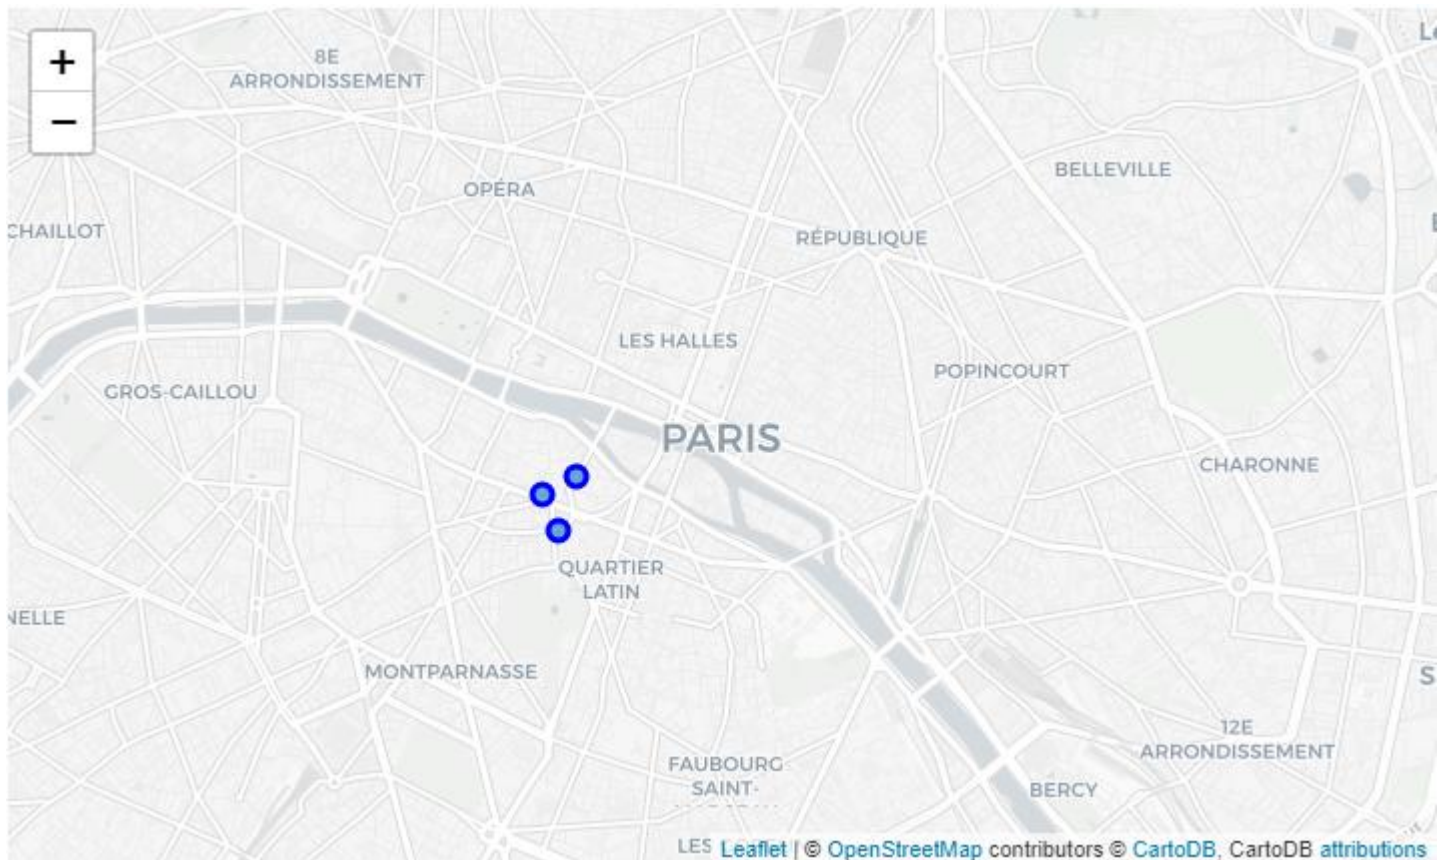 +
−
8E
ARRONDISSEMENT
BELLEVILLE
OPÉRA
CHAILLOT
RÉPUBLIQUE
LES HALLES
POPINCOURT
GROS-CAILLOU
PARIS
CHARONNE
QUARTIER
LATIN
NELLE
MONTPARNASSE
12E
ARRONDISSEMENT
FAUBOURG
SAINT-
BERCY
LES
Leaflet | © OpenStreetMap contributors © CartoDB, CartoDB attributions